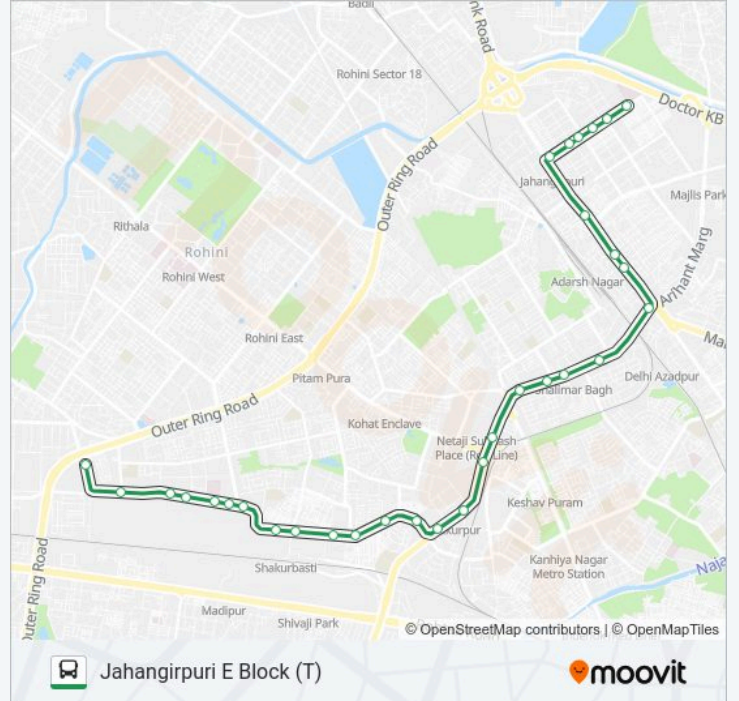 Badli
nk Road
Rohini Sector 18
Doctor KB
Outer Ring Road
Jahangirpuri
Majlis Park
Rithala
Rohini
Rohini West
Adarsh Nagar
Arihant Marg
Rohini East
Delhi Azadpur
Pitam Pura
Shalimar Bagh
Outer Ring Road
Kohat Enclave
Netaji Subhash
Place (Red Line)
Keshav Puram
Outer Ring Road
Shakurbasti
Kanhiya Nagar
Metro Station
Madipur
Shivaji Park
© OpenStreetMap contributors | © OpenMapTiles
Jahangirpuri E Block (T)
moovit